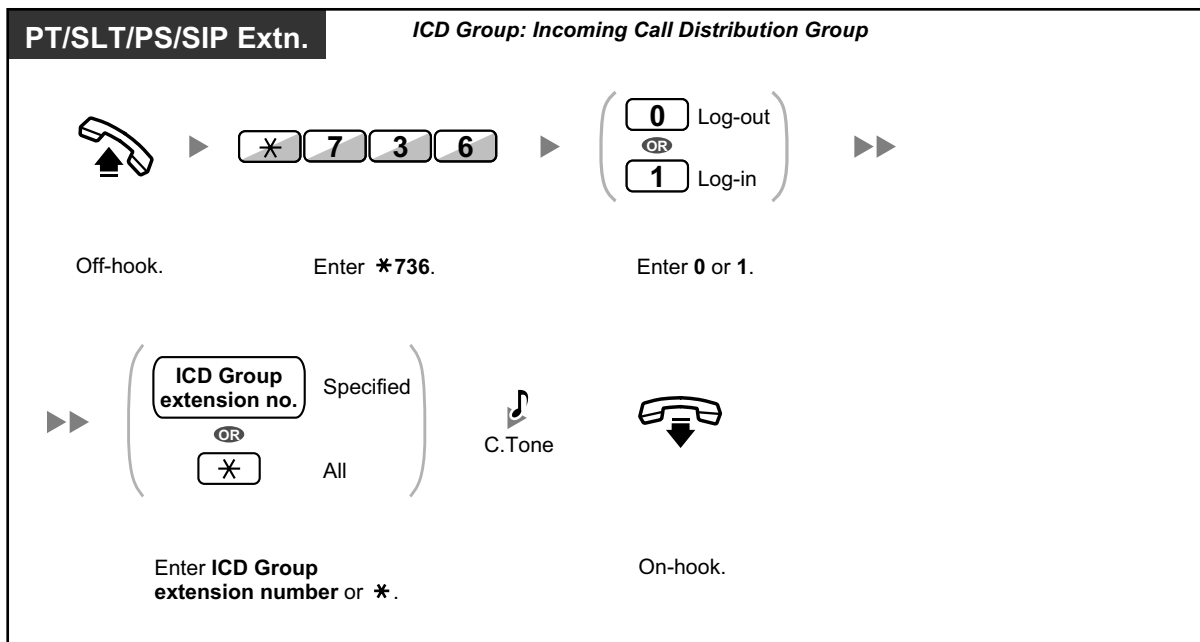 PT/SLT/PS/SIP Extn.
ICD Group: Incoming Call Distribution Group
* 7 3 6
0 Log-out
OR
1 Log-in
Off-hook.
Enter *736.
Enter 0 or 1.
ICD Group
extension no.
Specified
OR
* All
C.Tone
Enter ICD Group
extension number or *.
On-hook.